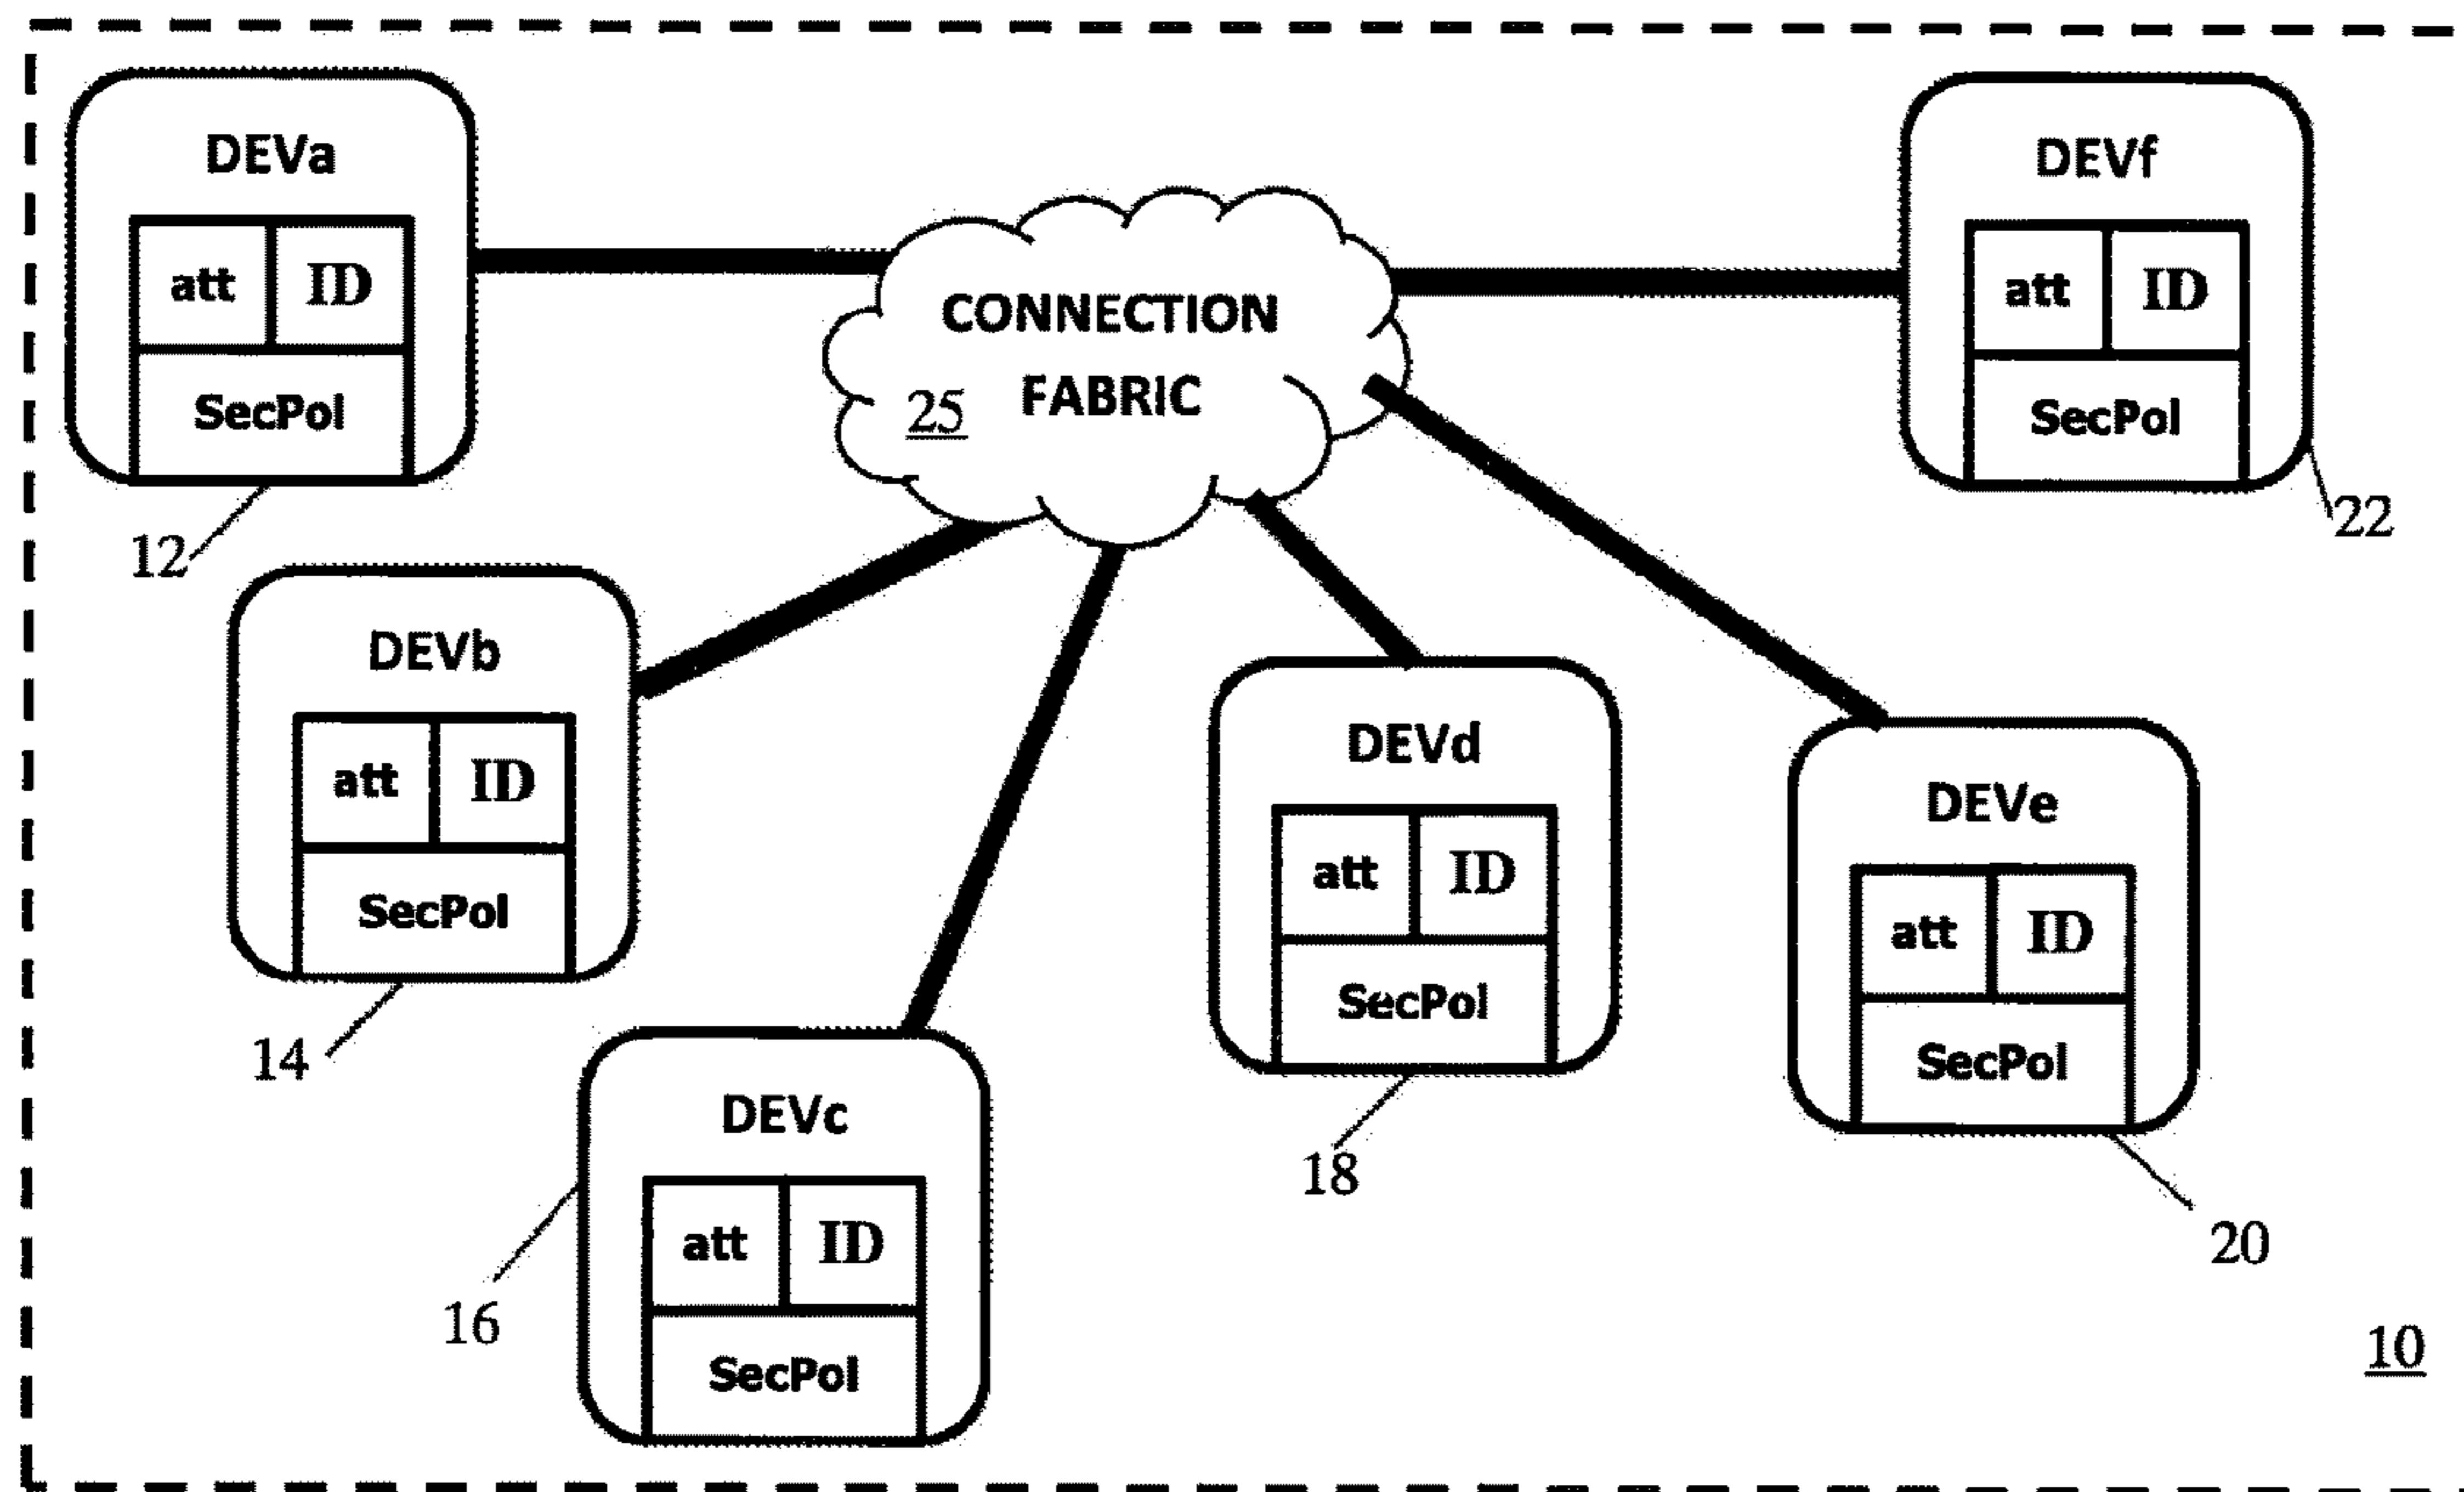 DEVa
att ID
SecPol
12
CONNECTION
FABRIC
25
DEVf
att ID
SecPol
22
DEVb
att ID
SecPol
14
DEVc
att ID
SecPol
16
DEVd
att ID
SecPol
18
DEVe
att ID
SecPol
20
10